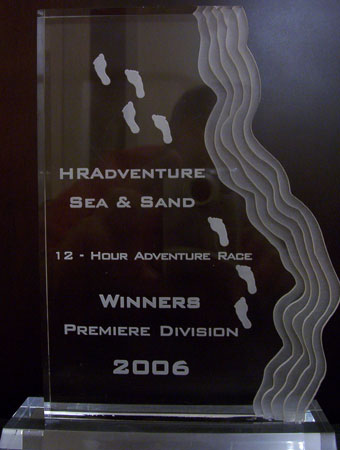 HRAdventure
Sea & Sand
12 - Hour Adventure Race
Winners
Premiere Division
2006